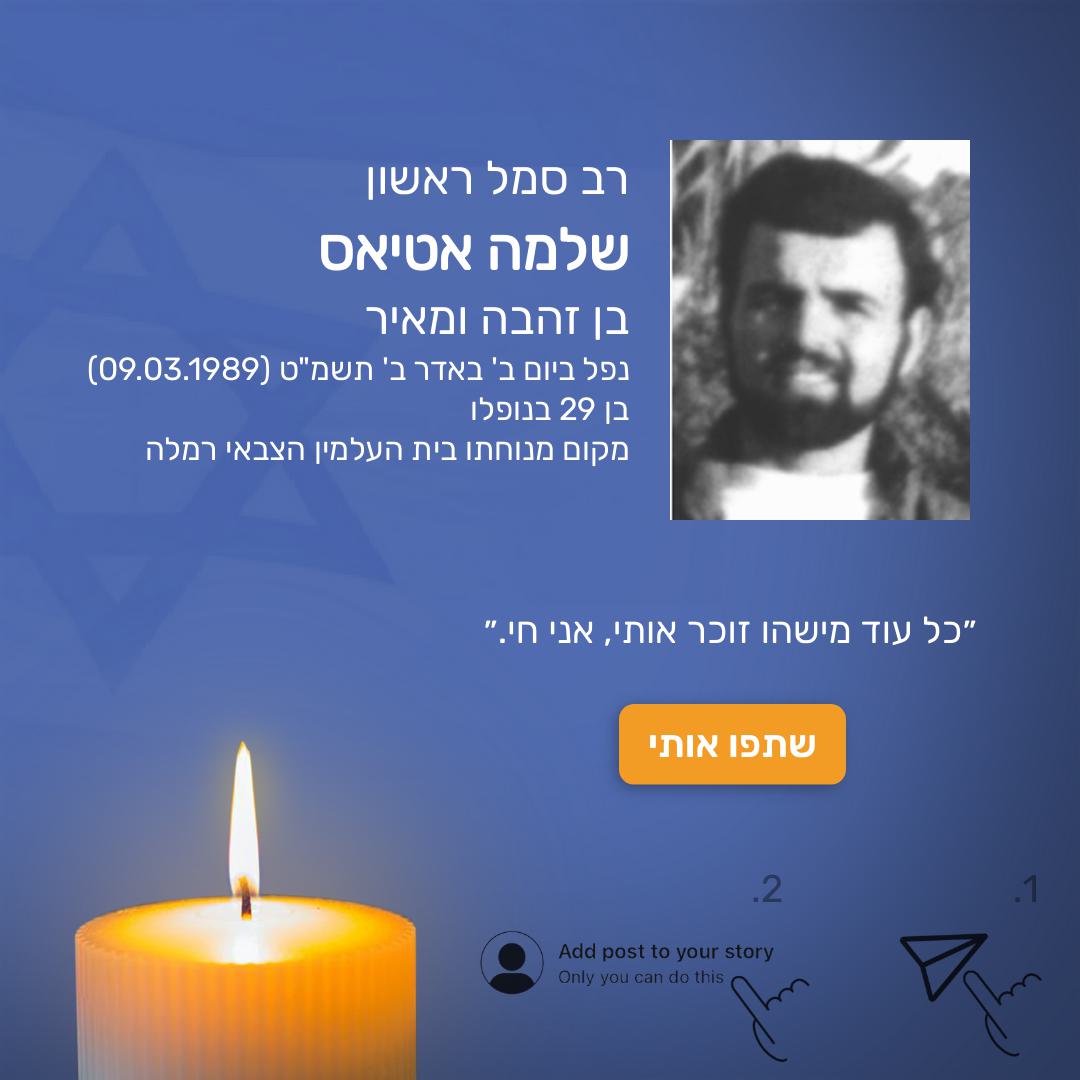 רב סמל ראשון
שלמה אטיאס
בן זהבה ומאיר
נפל ביום ב' באדר ב' תשמ"ט (09.03.1989)
בן 29 בנופלו
מקום מנוחתו בית העלמין הצבאי רמלה
״כל עוד מישהו זוכר אותי, אני חי.״
שתפו אותי
.1
.2
Add post to your story
Only you can do this